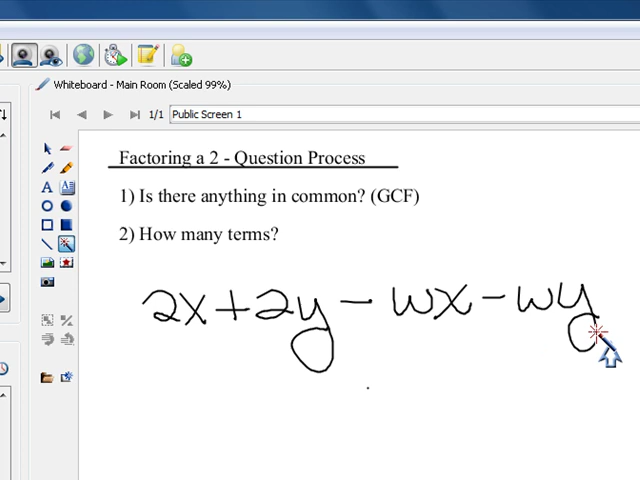 Whiteboard - Main Room (Scaled 99%)
1/1 Public Screen 1
Factoring a 2 - Question Process
1) Is there anything in common? (GCF)
2) How many terms?
2x+2y-wx-wy